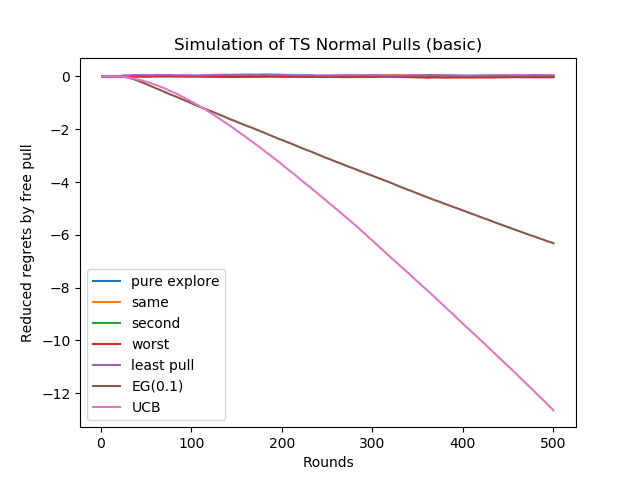 Simulation of TS Normal Pulls (basic)
Reduced regrets by free pull
0
−2
−4
−6
−8
−10
−12
pure explore
same
second
worst
least pull
EG(0.1)
UCB
0 100 200 300 400 500
Rounds